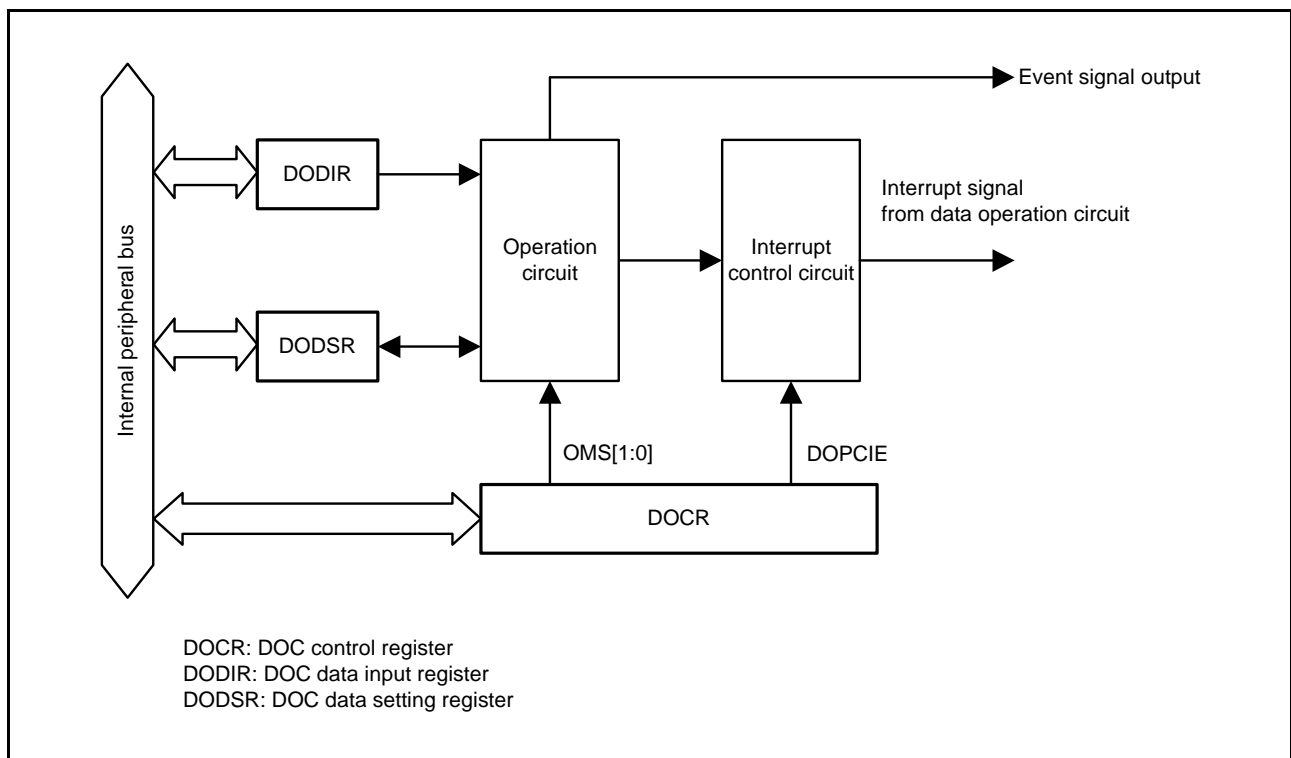 Event signal output
DODIR
Interrupt signal
from data operation circuit
Internal peripheral bus
Operation
circuit
Interrupt
control circuit
DODSR
OMS[1:0]
DOPCIE
DOCR
DOCR: DOC control register
DODIR: DOC data input register
DODSR: DOC data setting register